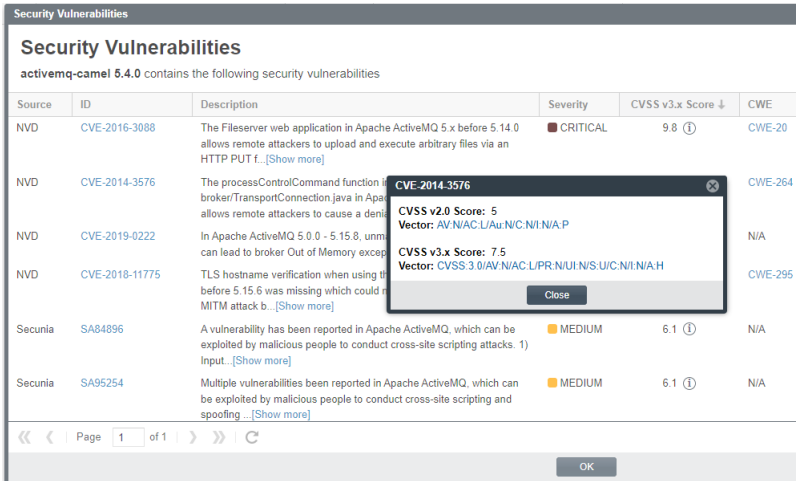 Security Vulnerabilities
Security Vulnerabilities
activemq-camel 5.4.0 contains the following security vulnerabilities
Source ID Description Severity CVSS v3.x Score ↓ CWE
NVD CVE-2016-3088 The Fileserver web application in Apache ActiveMQ 5.x before 5.14.0 CRITICAL 9.8 CWE-20
allows remote attackers to upload and execute arbitrary files via an
HTTP PUT f...[Show more]
NVD CVE-2014-3576 The processControlCommand function in CWE-264
broker/TransportConnection.java in
allows remote attackers to cause a
NVD CVE-2019-0222 In Apache ActiveMQ 5.0.0 - 5.15.8, N/A
can lead to broker Out of Memory
NVD CVE-2018-11775 TLS hostname verification when using CWE-295
before 5.15.6 was missing which could
MITM attack b...[Show more]
CVE-2014-3576
CVSS v2.0 Score: 5
Vector: AV:N/AC:L/Au:N/C:N/I:N/A:P
CVSS v3.x Score: 7.5
Vector: CVSS:3.0/AV:N/AC:L/PR:N/UI:N/S:U/C:N/I:N/A:H
Close
Secunia SA84896 A vulnerability has been reported in Apache ActiveMQ, which can be MEDIUM 6.1 N/A
exploited by malicious people to conduct cross-site scripting attacks. 1)
Input...[Show more]
Secunia SA95254 Multiple vulnerabilities been reported in Apache ActiveMQ, which can MEDIUM 6.1 N/A
be exploited by malicious people to conduct cross-site scripting and
spoofing ...[Show more]
Page 1 of 1
OK